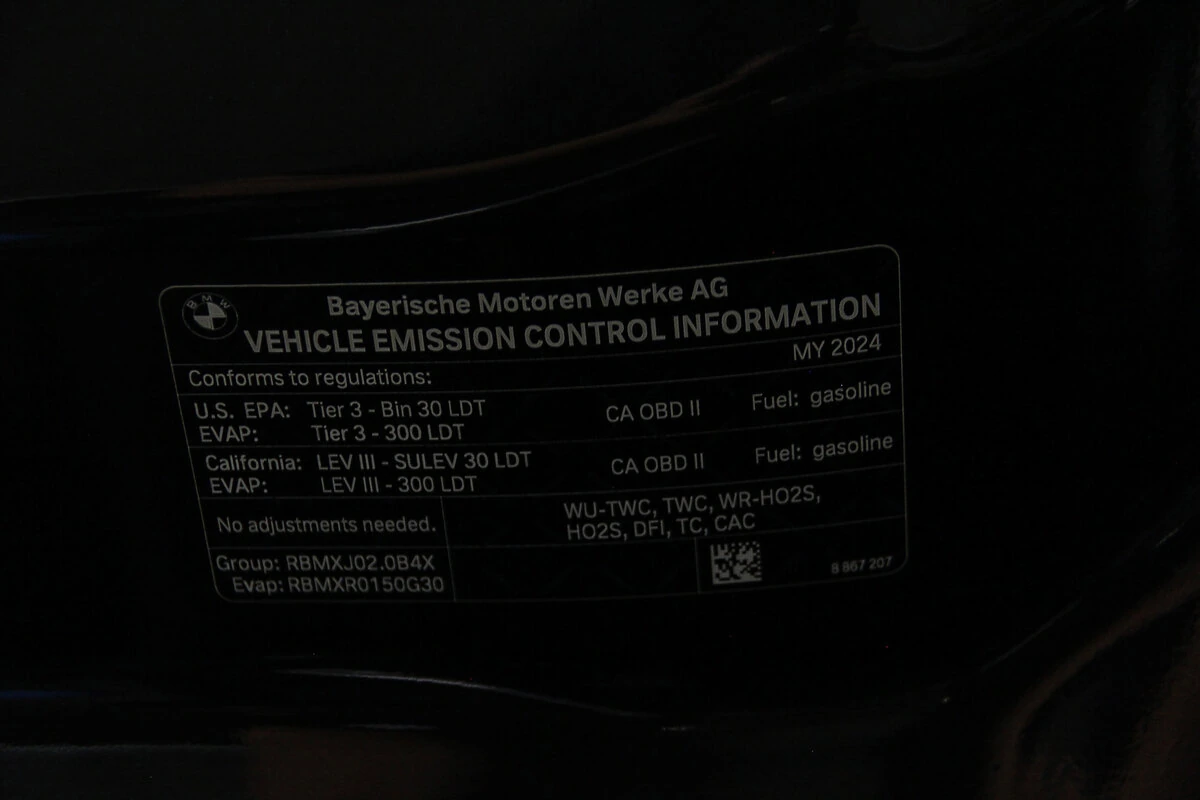 BMW
Bayerische Motoren Werke AG
VEHICLE EMISSION CONTROL INFORMATION
MY 2024
Conforms to regulations:
U.S. EPA: Tier 3 - Bin 30 LDT CA OBD II Fuel: gasoline
EVAP: Tier 3 - 300 LDT
California: LEV III - SULEV 30 LDT CA OBD II Fuel: gasoline
EVAP: LEV III - 300 LDT
No adjustments needed.
WU-TWC, TWC, WR-HO2S,
HO2S, DFI, TC, CAC
Group: RBMXJ02.0B4X
Evap: RBMXR0150G30
8 867 207